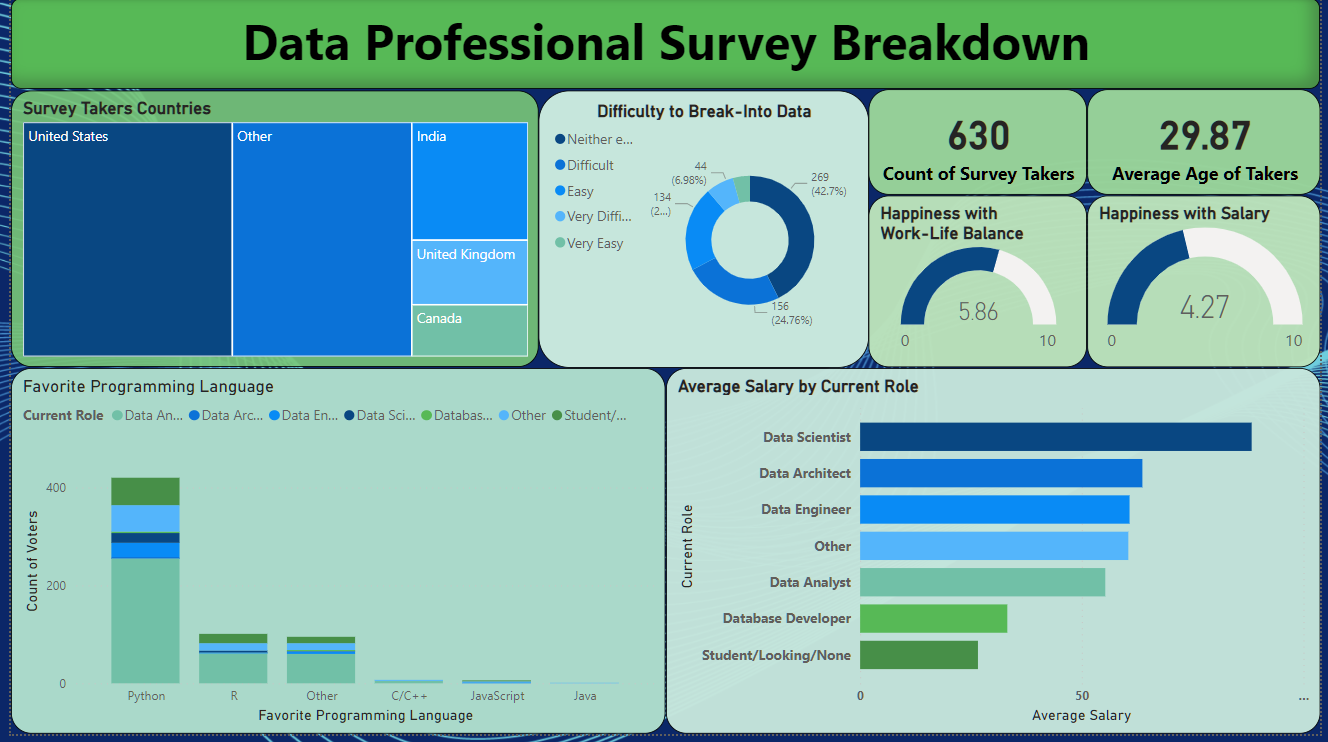 Data Professional Survey Breakdown
Survey Takers Countries
United States
Other
India
United Kingdom
Canada
Difficulty to Break-Into Data
Neither e...
Difficult
Easy
Very Diffi...
Very Easy
44
(6.98%)
134
(2...)
269
(42.7%)
156
(24.76%)
630
Count of Survey Takers
29.87
Average Age of Takers
Happiness with
Work-Life Balance
5.86
0
10
Happiness with Salary
4.27
0
10
Favorite Programming Language
Current Role
Data An...
Data Arc...
Data En...
Data Sci...
Databas...
Other
Student/...
Count of Voters
400
200
0
Python
R
Other
C/C++
JavaScript
Java
Favorite Programming Language
Average Salary by Current Role
Current Role
Data Scientist
Data Architect
Data Engineer
Other
Data Analyst
Database Developer
Student/Looking/None
0
50
...
Average Salary